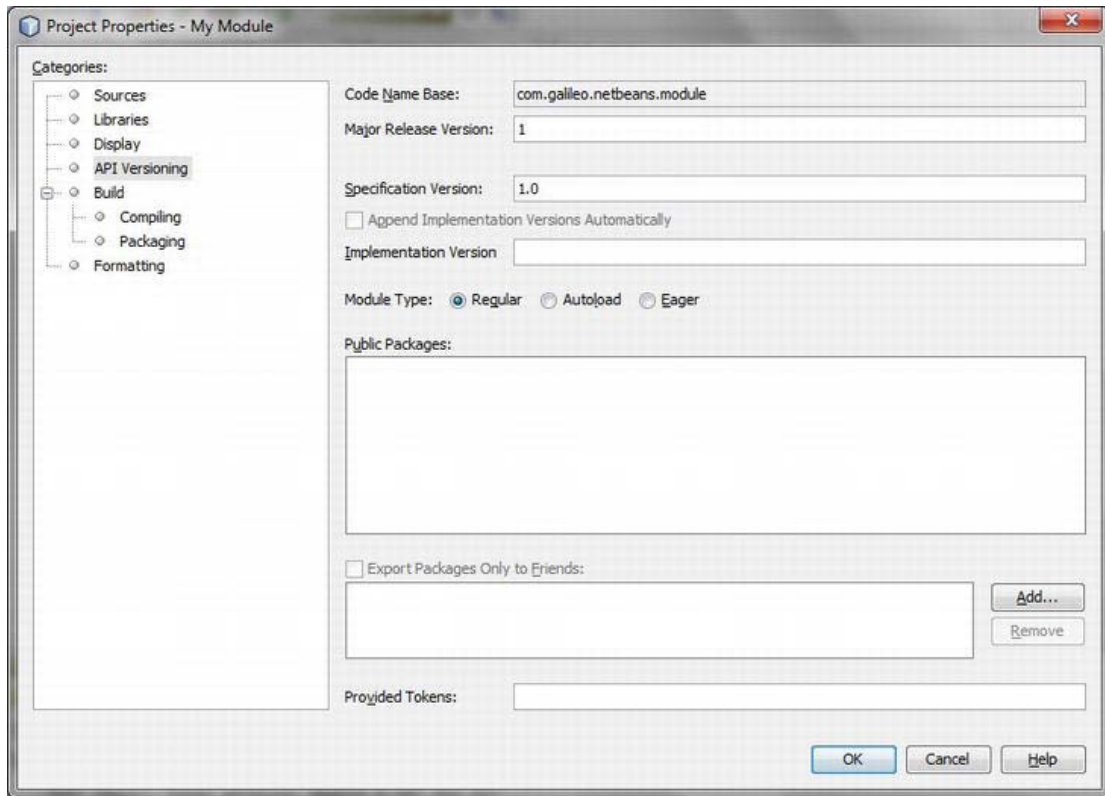 Project Properties - My Module
Categories:
Sources
Libraries
Display
API Versioning
Build
Compiling
Packaging
Formatting
Code Name Base: com.galileo.netbeans.module
Major Release Version: 1
Specification Version: 1.0
Append Implementation Versions Automatically
Implementation Version
Module Type: Regular Autoload Eager
Public Packages:
Export Packages Only to Friends:
Add...
Remove
Provided Tokens:
OK Cancel Help